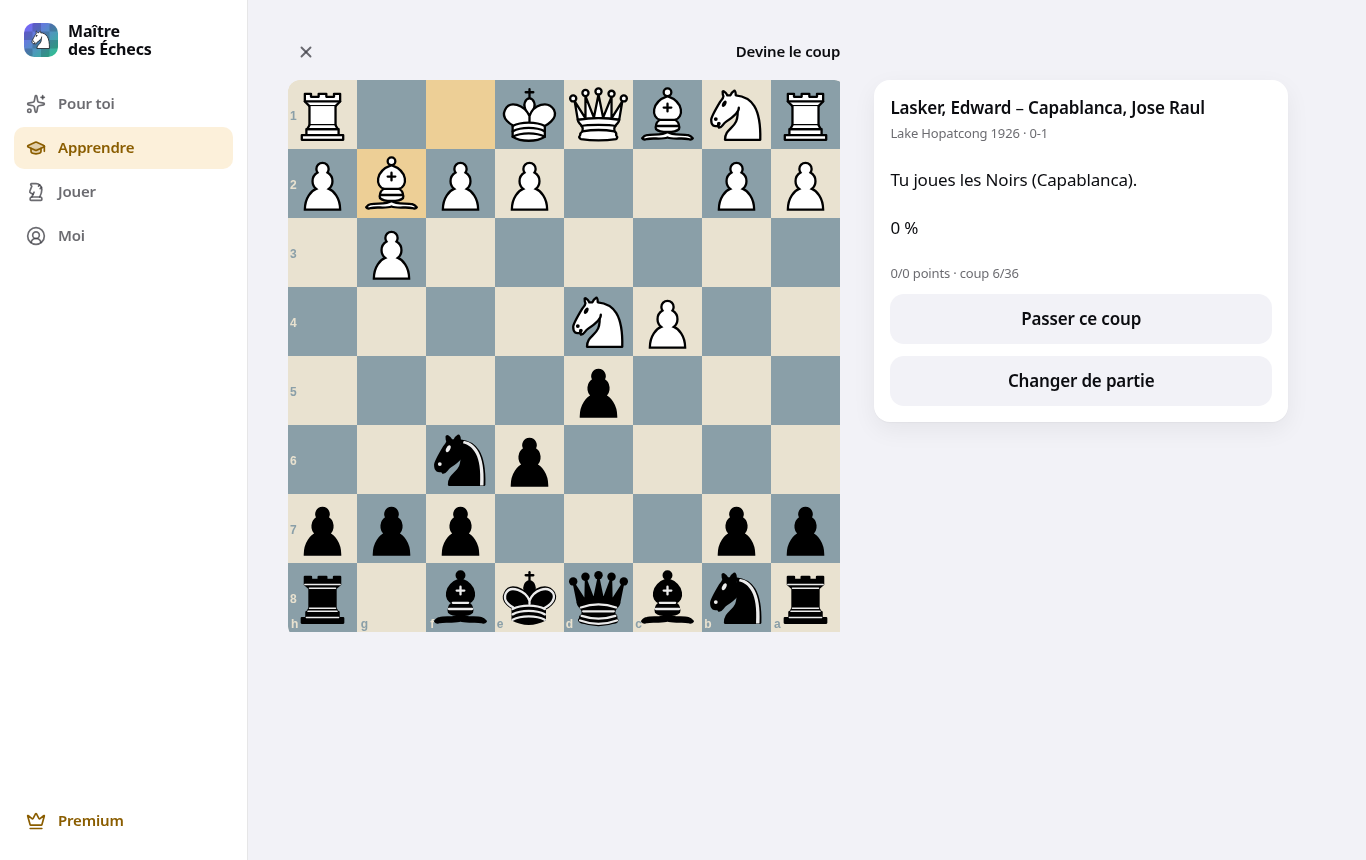 Maître
des Échecs
Pour toi
Apprendre
Jouer
Moi
Premium
Devine le coup
1
2
3
4
5
6
7
8
h g f e d c b a
Lasker, Edward – Capablanca, Jose Raul
Lake Hopatcong 1926 · 0-1
Tu joues les Noirs (Capablanca).
0 %
0/0 points · coup 6/36
Passer ce coup
Changer de partie